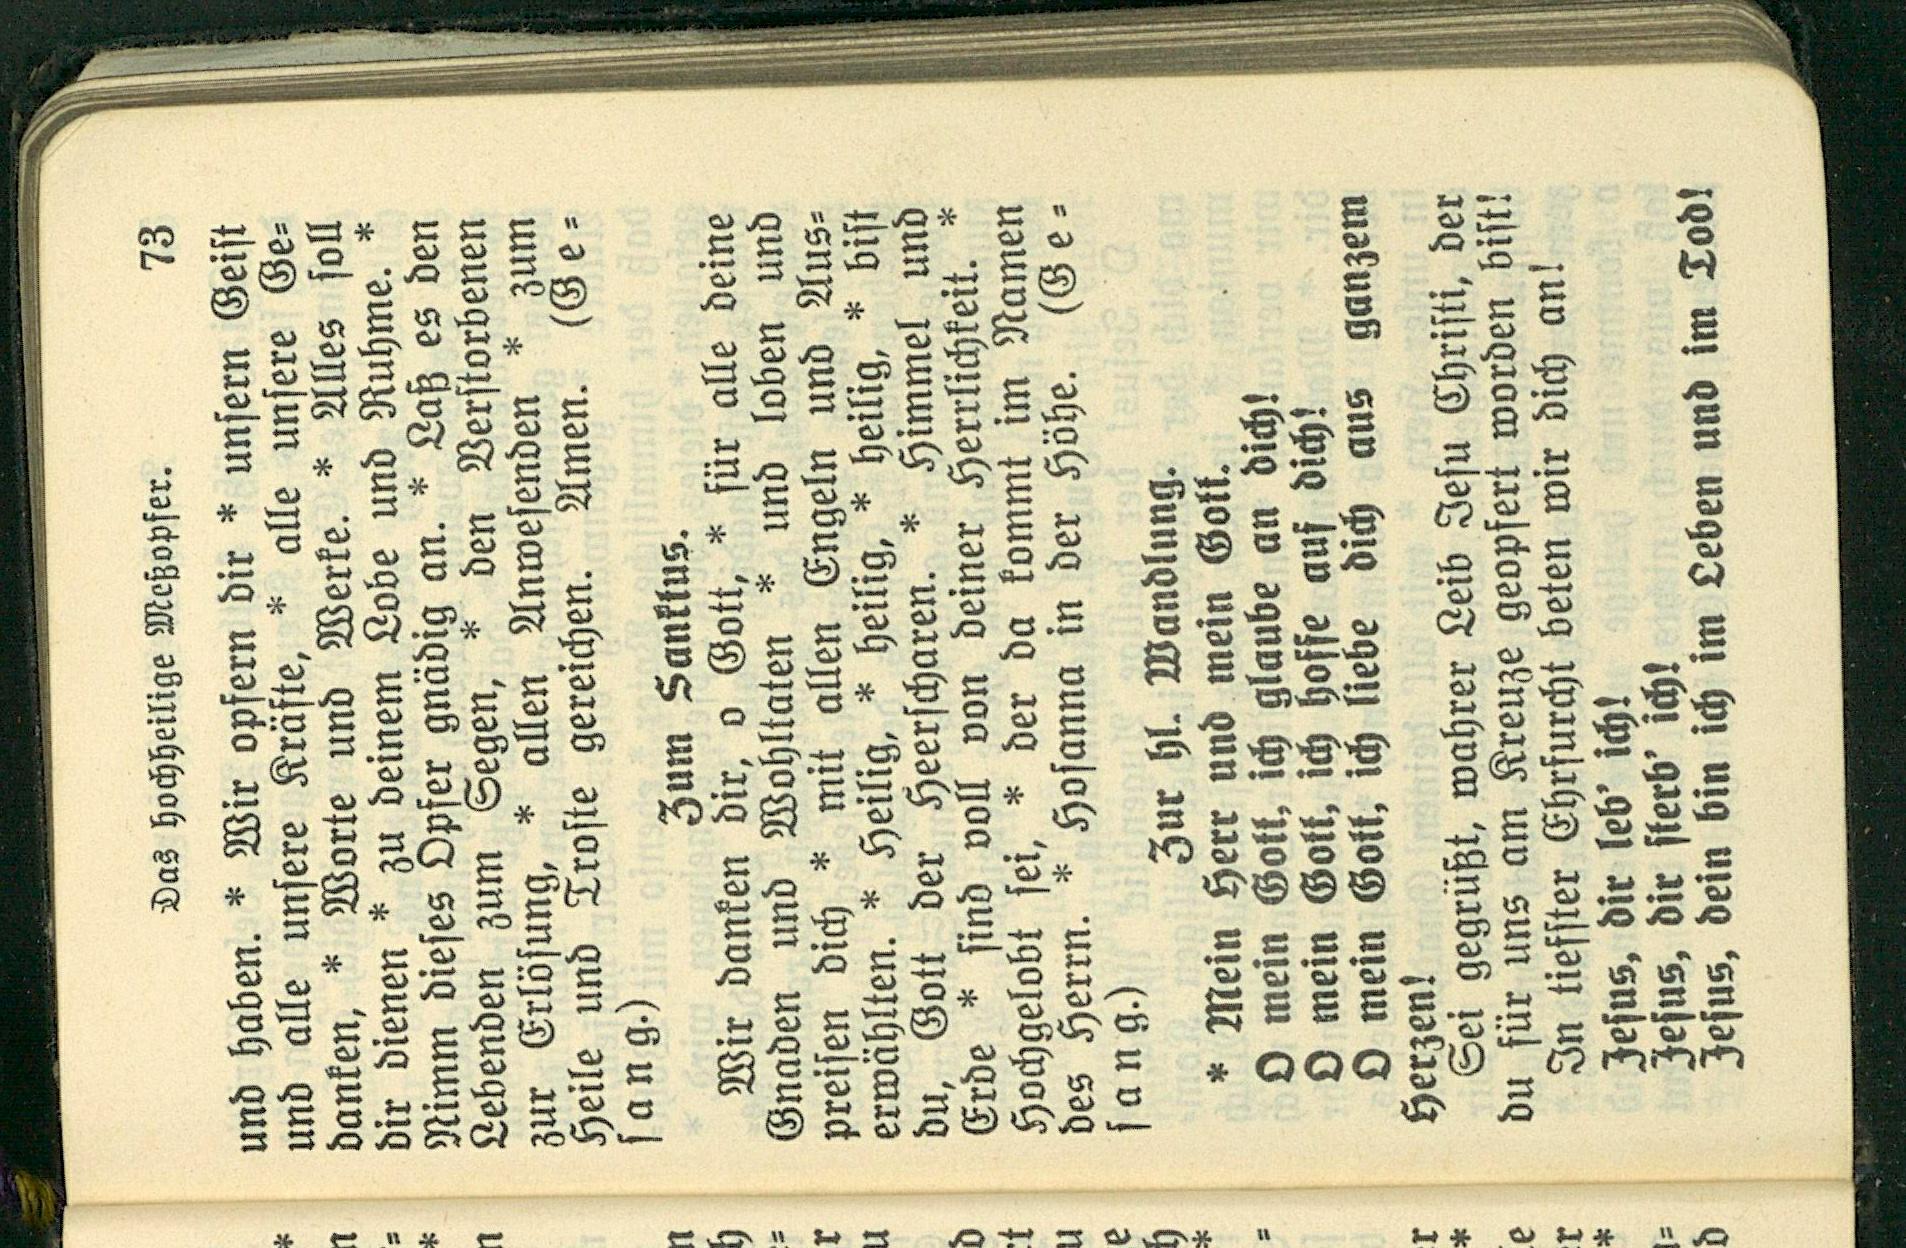 Das hochheilige Meßopfer. 73
und haben. * Wir opfern dir * unsern Geist
und alle unsere Kräfte, * alle unsere Ge=
danken, * Worte und Werke. * Alles soll
dir dienen * zu deinem Lobe und Ruhme. *
Nimm dieses Opfer gnädig an. * Laß es den
Lebenden zum Segen, * den Verstorbenen
zur Erlösung, * allen Anwesenden * zum
Heile und Troste gereichen. Amen. (Ge=
sang.)
Zum Sanktus.
Wir danken dir, o Gott, * für alle deine
Gnaden und Wohltaten * und loben und
preisen dich * mit allen Engeln und Aus=
erwählten. * Heilig, * heilig, * heilig, * bist
du, Gott der Heerscharen. * Himmel und
Erde * sind voll von deiner Herrlichkeit. *
Hochgelobt sei, * der da kommt im Namen
des Herrn. * Hosanna in der Höhe. (Ge=
sang.)
Zur hl. Wandlung.
* Mein Herr und mein Gott.
O mein Gott, ich glaube an dich!
O mein Gott, ich hoffe auf dich!
O mein Gott, ich liebe dich aus ganzem
Herzen!
Sei gegrüßt, wahrer Leib Jesu Christi, der
du für uns am Kreuze geopfert worden bist!
In tiefster Ehrfurcht beten wir dich an!
Jesus, dir leb' ich!
Jesus, dir sterb' ich!
Jesus, dein bin ich im Leben und im Tod!